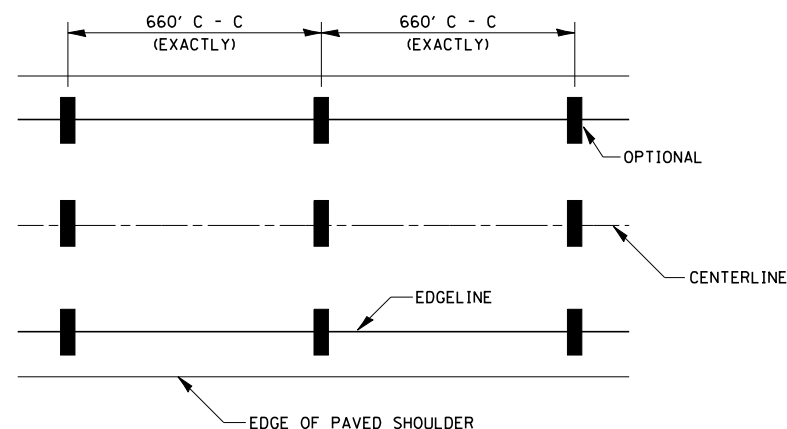 660' C - C
(EXACTLY)
660' C - C
(EXACTLY)
OPTIONAL
CENTERLINE
EDGELINE
EDGE OF PAVED SHOULDER